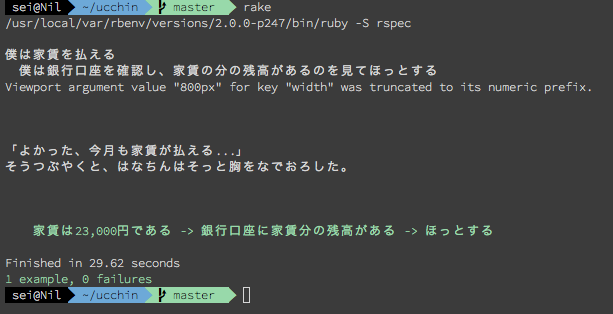 sei@Nil ~/ucchin master rake
/usr/local/var/rbenv/versions/2.0.0-p247/bin/ruby -S rspec
僕は家賃を払える
僕は銀行口座を確認し、家賃の分の残高があるのを見てほっとする
Viewport argument value "800px" for key "width" was truncated to its numeric prefix.
「よかった、今月も家賃が払える...」
そうつぶやくと、はなちんはそっと胸をなでおろした。
家賃は23,000円である -> 銀行口座に家賃分の残高がある -> ほっとする
Finished in 29.62 seconds
1 example, 0 failures
sei@Nil ~/ucchin master